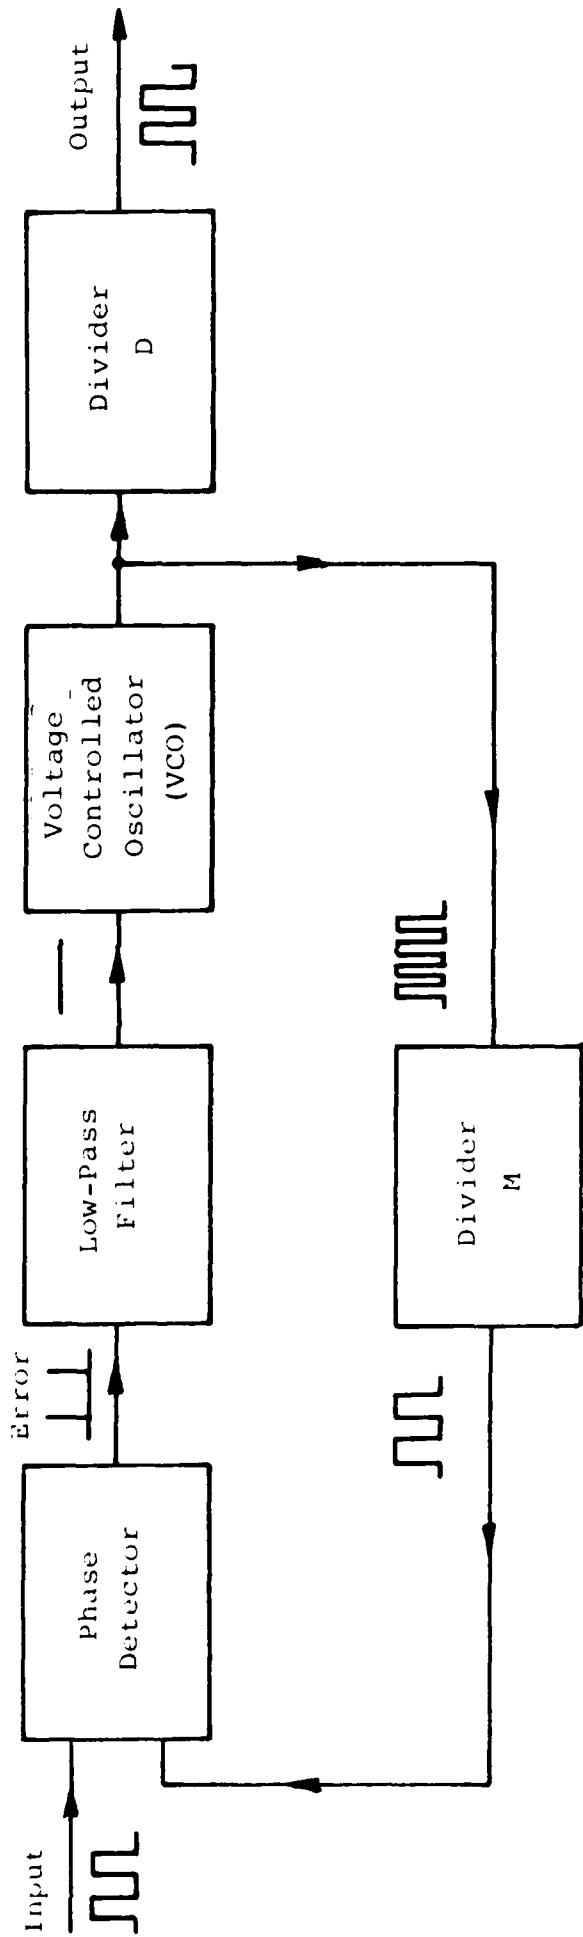 Input
Phase
Detector
Error
Low-Pass
Filter
Voltage
Controlled
Oscillator
(VCO)
Divider
D
Output
Divider
M